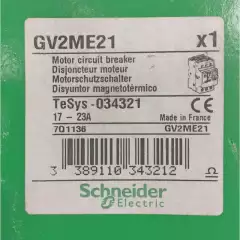 GV2ME21 x1
Motor circuit breaker
Disjoncteur moteur
Motorschutzschalter
Disyuntor magnetotérmico
TeSys - 034321 CE
17 - 23A Made in France
7D1136 GV2ME21
3 389110 343212
Schneider
Electric